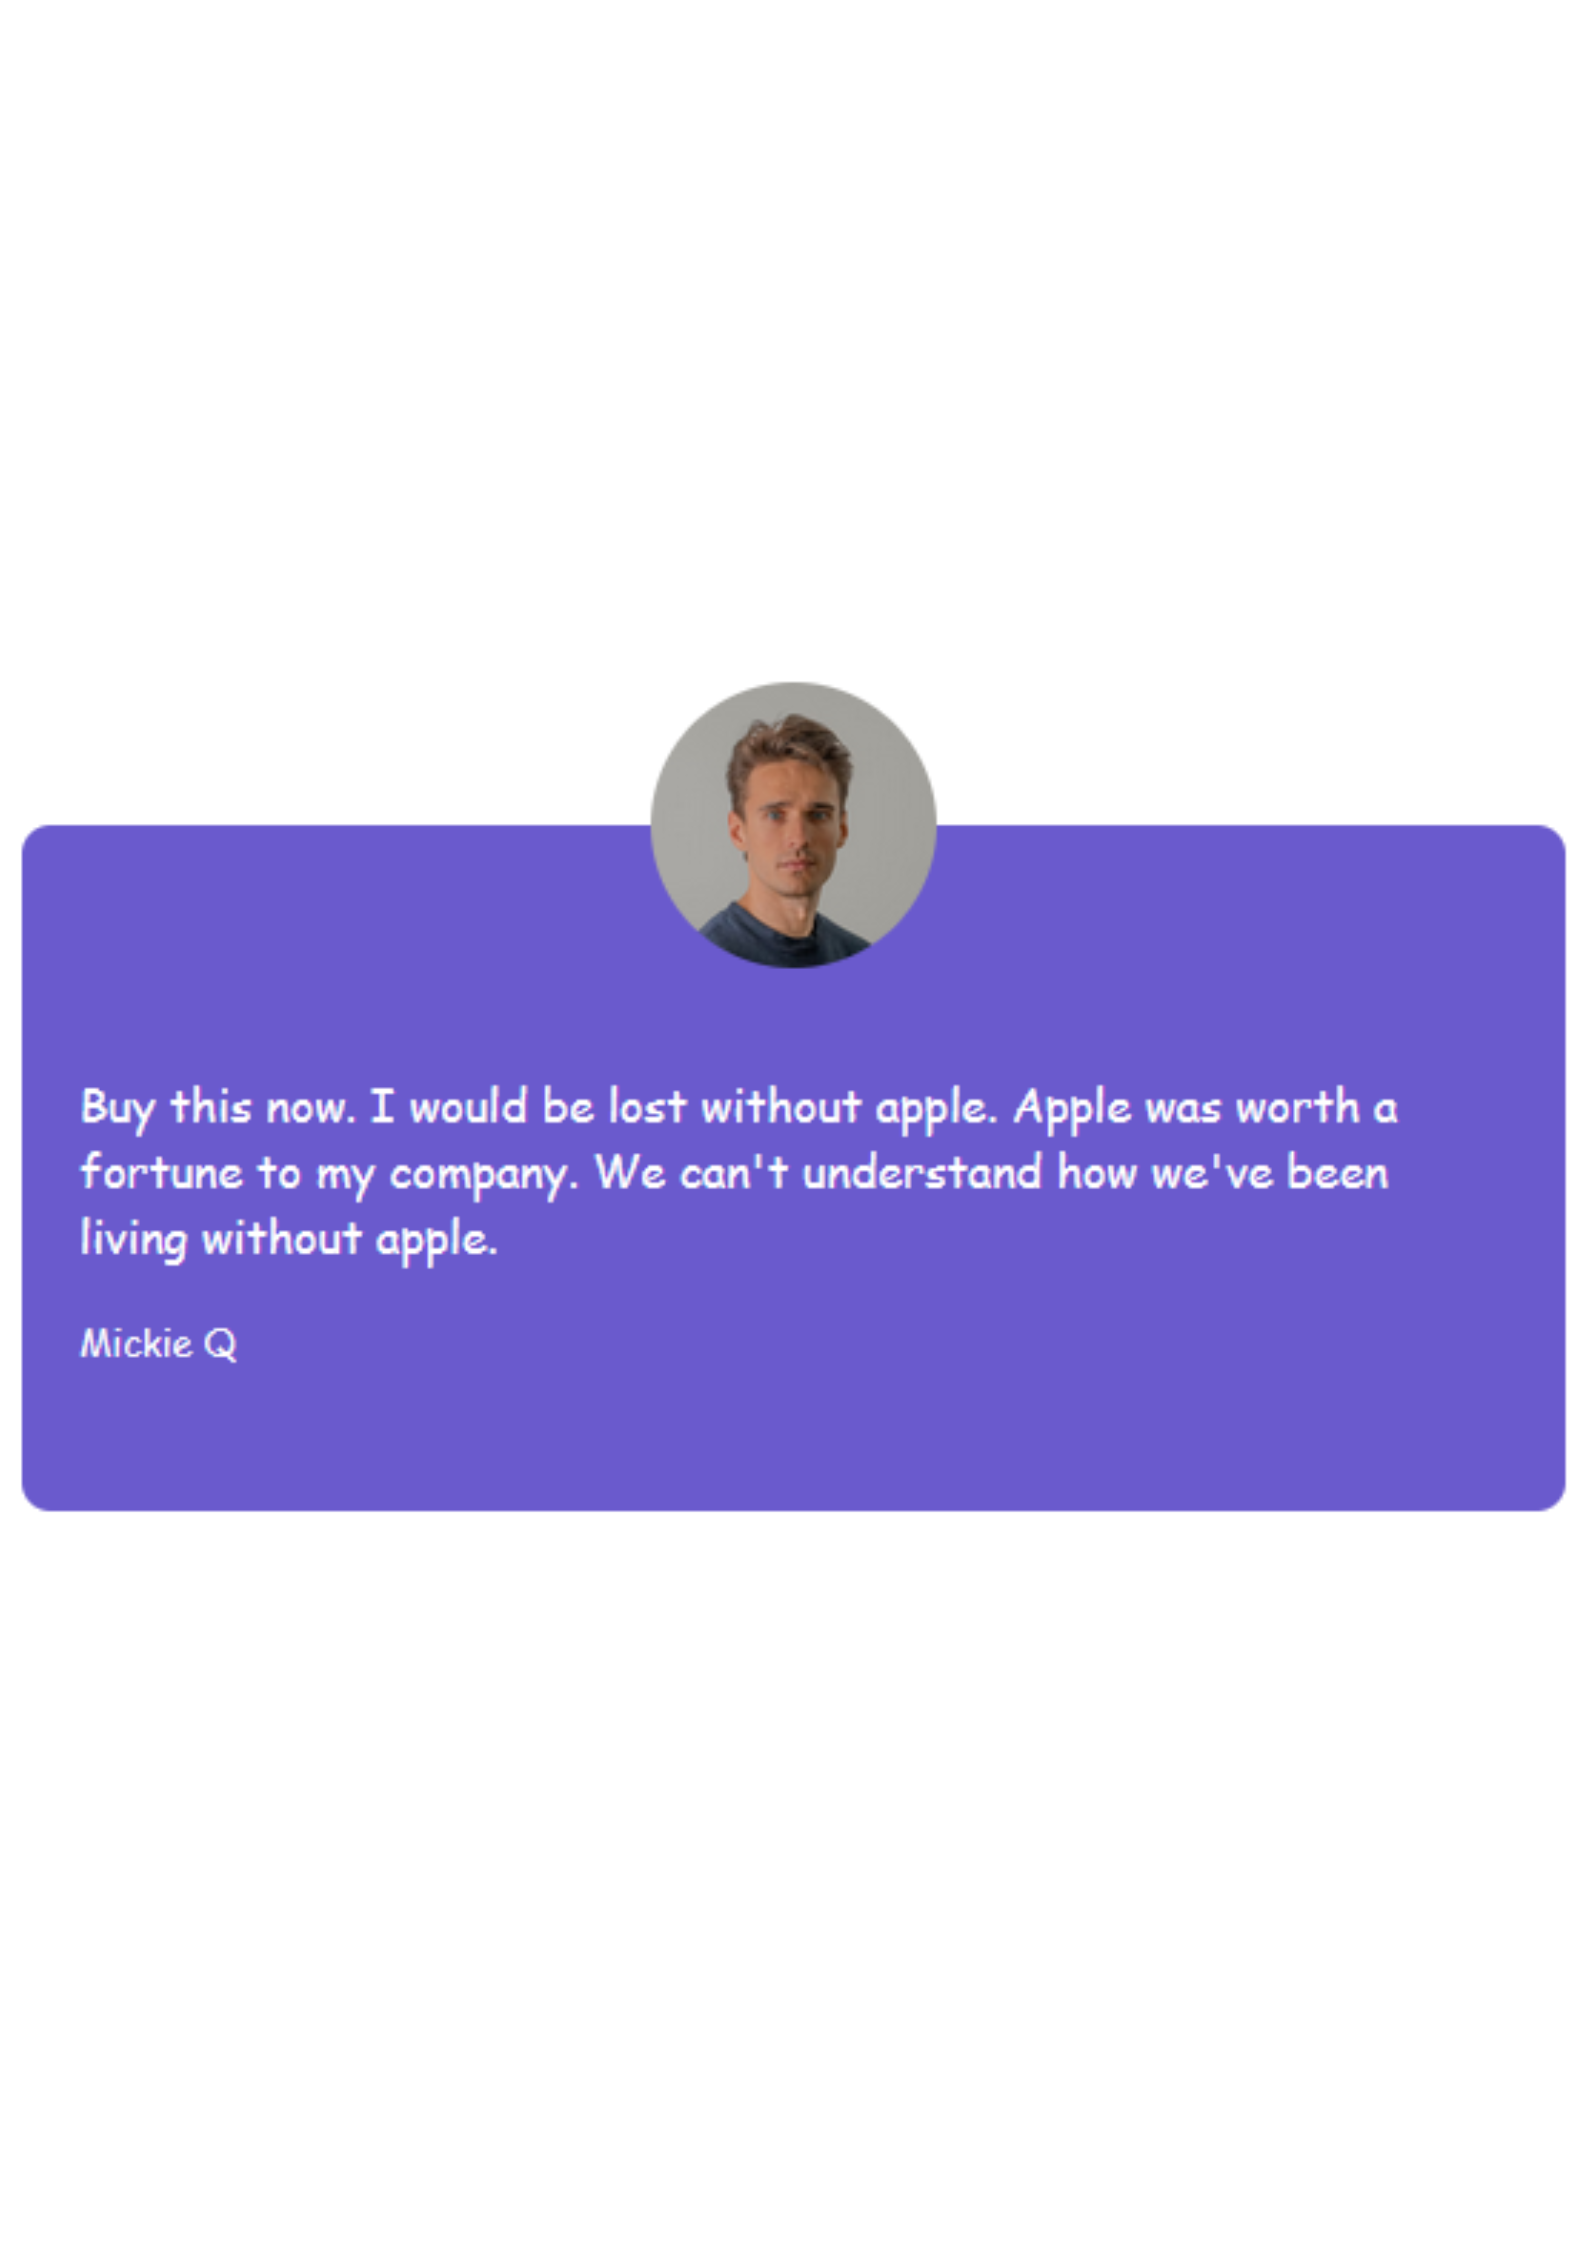 Buy this now. I would be lost without apple. Apple was worth a
fortune to my company. We can't understand how we've been
living without apple.
Mickie Q